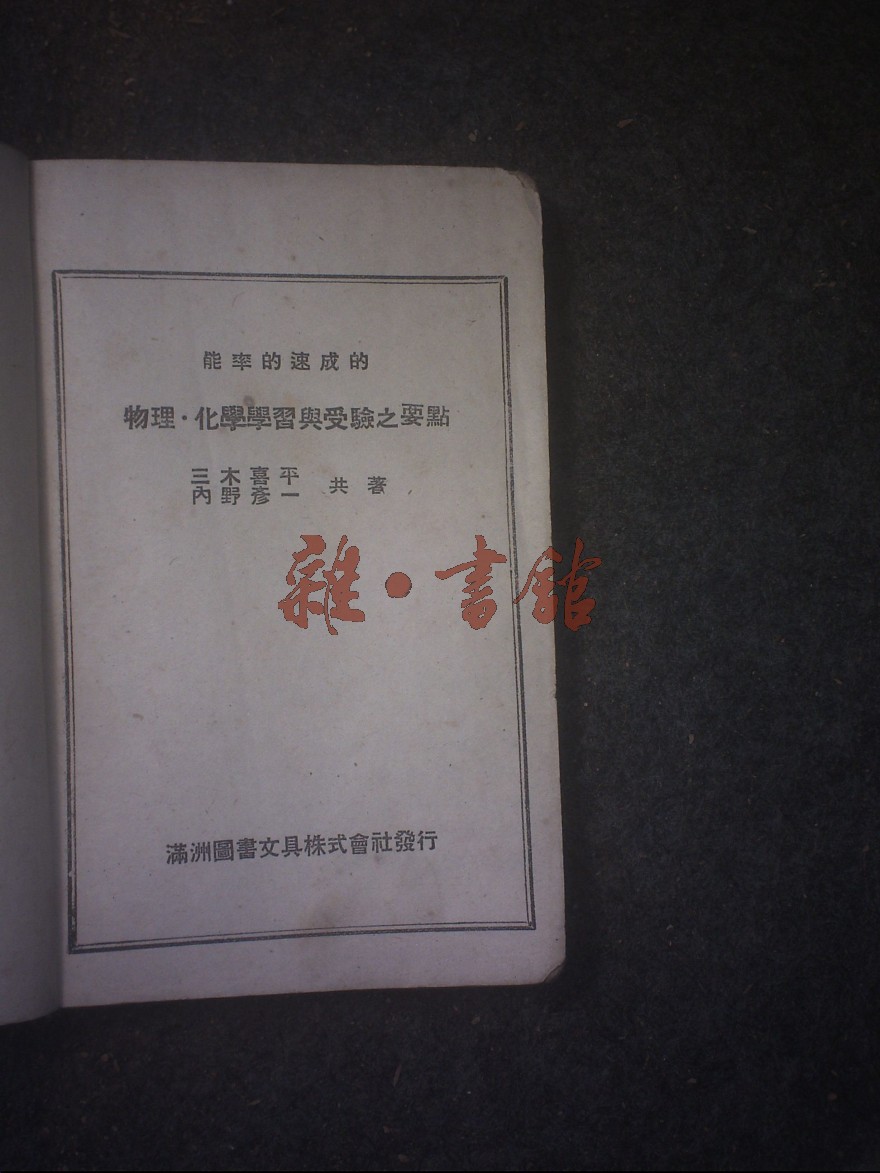 能率的速成的
物理・化學學習與受驗之要點
三木喜平
內野彥一 共著
雜・書館
滿洲圖書文具株式會社發行